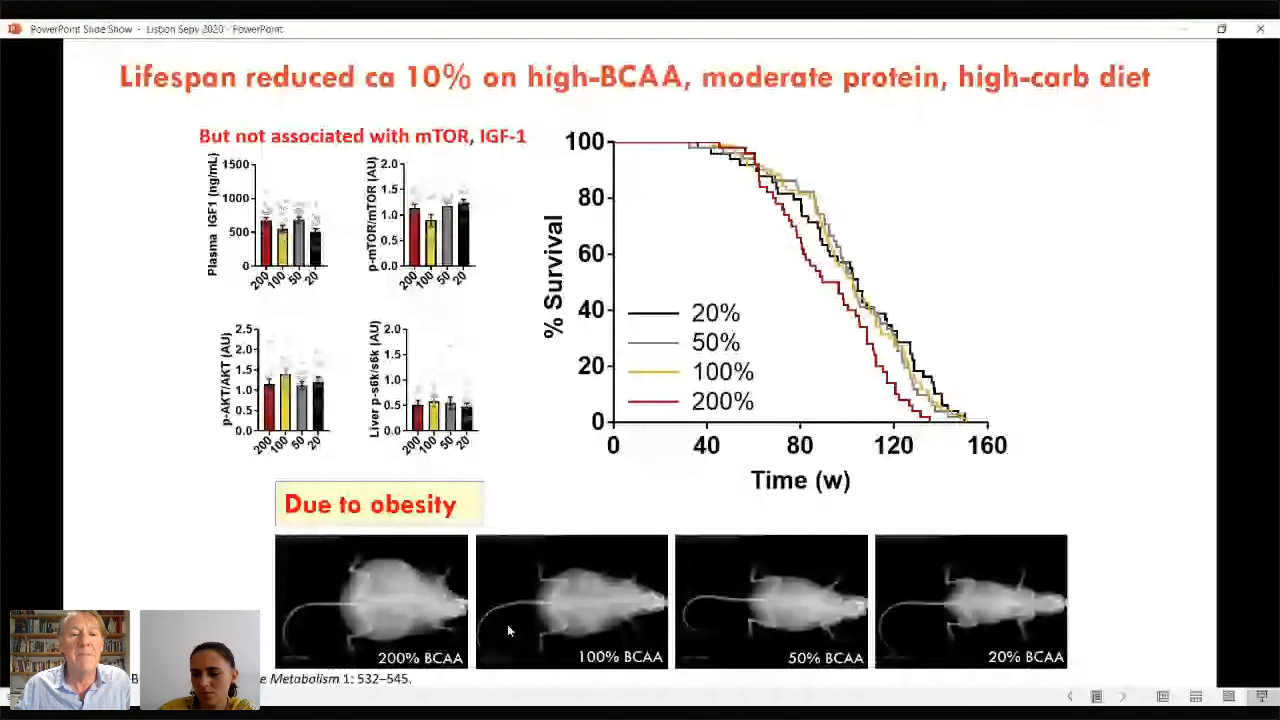 PowerPoint Slide Show - Lisbon Sepy 2020 - PowerPoint
Lifespan reduced ca 10% on high-BCAA, moderate protein, high-carb diet
But not associated with mTOR, IGF-1
Plasma IGF1 (ng/mL)
1500
1000
500
0
200 100 50 20
p-mTOR/mTOR (AU)
2.0
1.5
1.0
0.5
0.0
200 100 50 20
p-AKT/AKT (AU)
2.5
2.0
1.5
1.0
0.5
0.0
200 100 50 20
Liver p-s6k/s6k (AU)
2.0
1.5
1.0
0.5
0.0
200 100 50 20
% Survival
100
80
60
40
20
0
20%
50%
100%
200%
0 40 80 120 160
Time (w)
Due to obesity
200% BCAA
100% BCAA
50% BCAA
20% BCAA
Metabolism 1: 532–545.